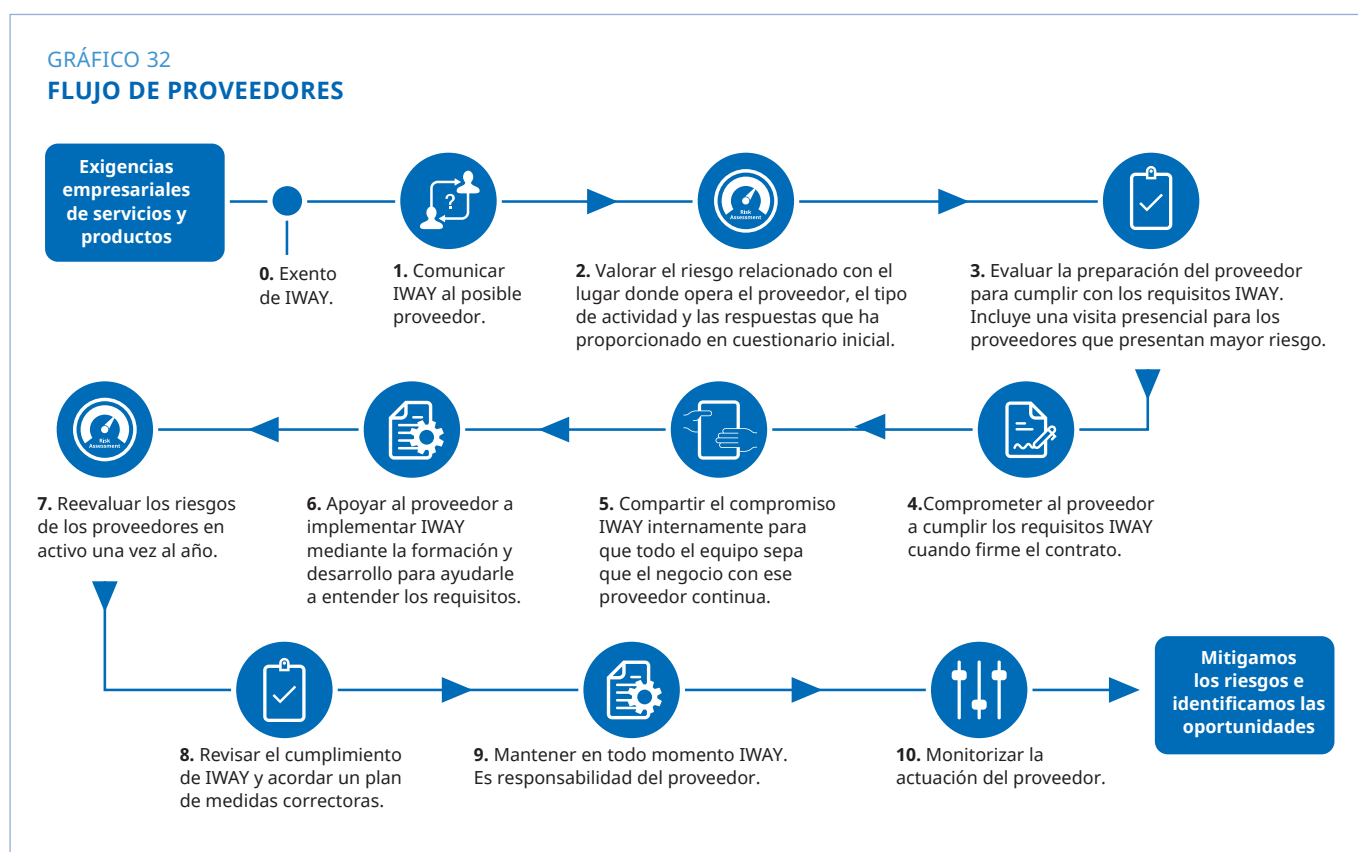 GRÁFICO 32
FLUJO DE PROVEEDORES
Exigencias
empresariales
de servicios y
productos
0. Exento
de IWAY.
?
1. Comunicar
IWAY al posible
proveedor.
Risk
Assessment
2. Valorar el riesgo relacionado con el
lugar donde opera el proveedor, el tipo
de actividad y las respuestas que ha
proporcionado en cuestionario inicial.
3. Evaluar la preparación del proveedor
para cumplir con los requisitos IWAY.
Incluye una visita presencial para los
proveedores que presentan mayor riesgo.
4.Comprometer al proveedor
a cumplir los requisitos IWAY
cuando firme el contrato.
5. Compartir el compromiso
IWAY internamente para
que todo el equipo sepa
que el negocio con ese
proveedor continua.
6. Apoyar al proveedor a
implementar IWAY
mediante la formación y
desarrollo para ayudarle
a entender los requisitos.
Risk
Assessment
7. Reevaluar los riesgos
de los proveedores en
activo una vez al año.
8. Revisar el cumplimiento
de IWAY y acordar un plan
de medidas correctoras.
9. Mantener en todo momento IWAY.
Es responsabilidad del proveedor.
10. Monitorizar la
actuación del proveedor.
Mitigamos
los riesgos e
identificamos las
oportunidades